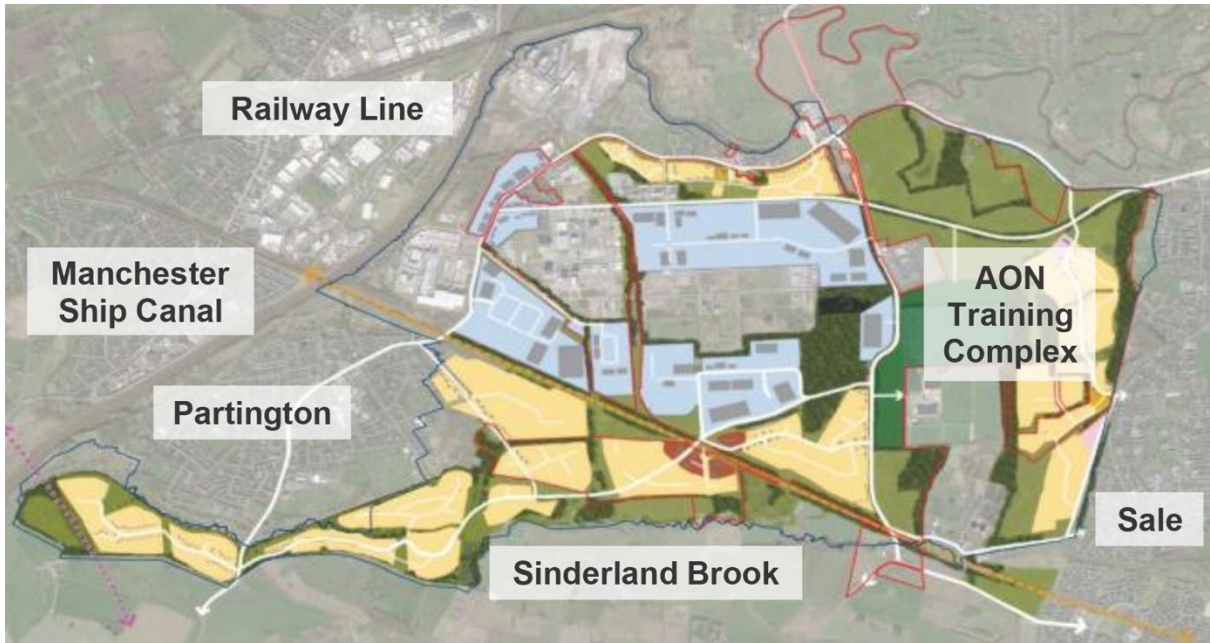 Railway Line
Manchester
Ship Canal
AON
Training
Complex
Partington
Sale
Sinderland Brook